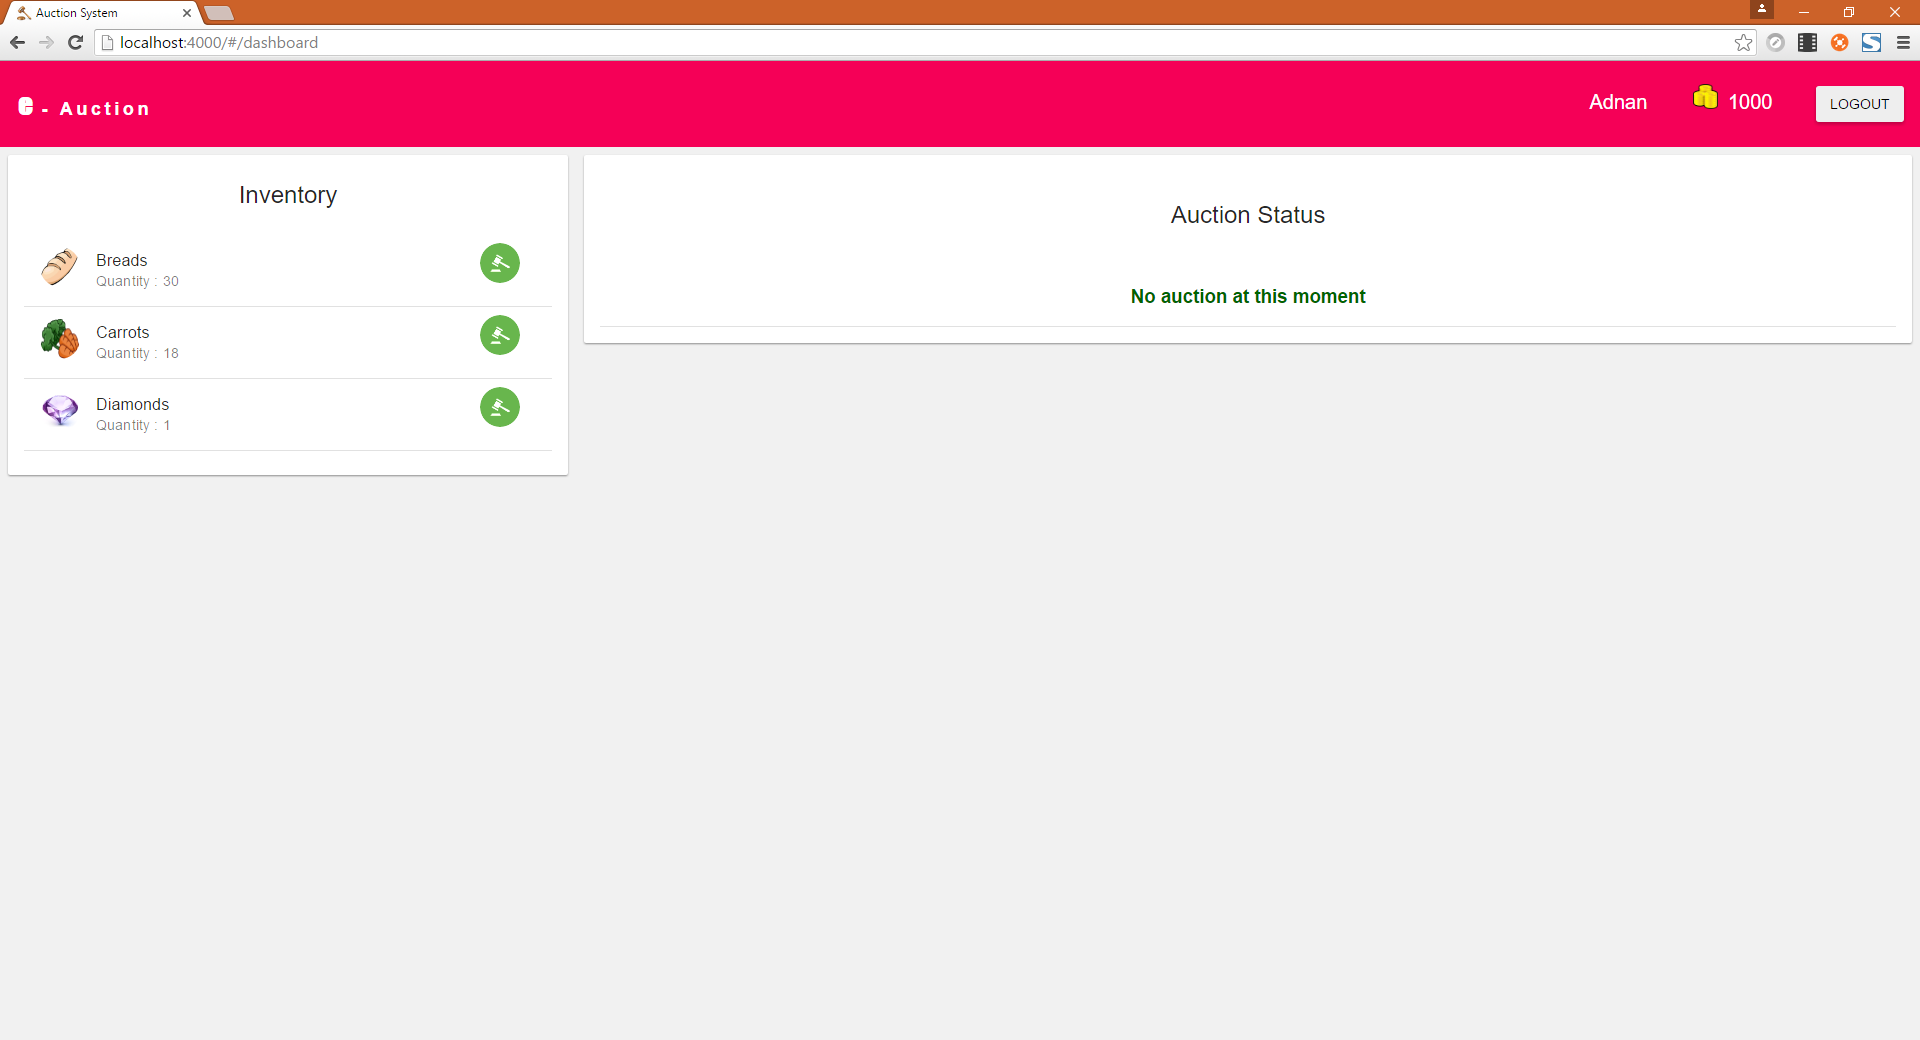 Auction System
localhost:4000/#/dashboard
e - Auction
Adnan
1000
LOGOUT
Inventory
Breads
Quantity : 30
Carrots
Quantity : 18
Diamonds
Quantity : 1
Auction Status
No auction at this moment